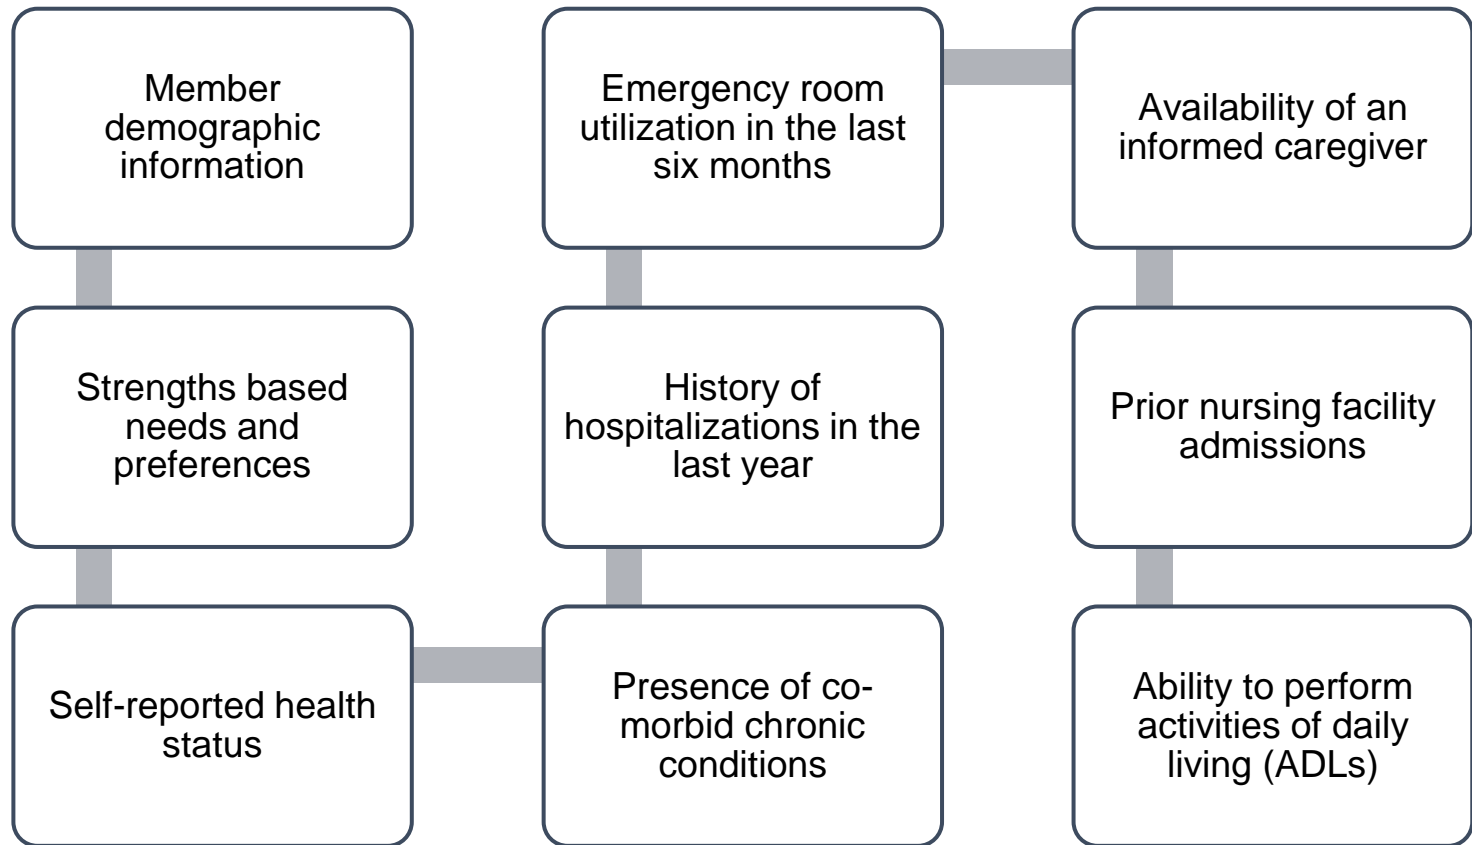 Member
demographic
information
Strengths based
needs and
preferences
Self-reported health
status
Presence of co-
morbid chronic
conditions
History of
hospitalizations in the
last year
Emergency room
utilization in the last
six months
Availability of an
informed caregiver
Prior nursing facility
admissions
Ability to perform
activities of daily
living (ADLs)